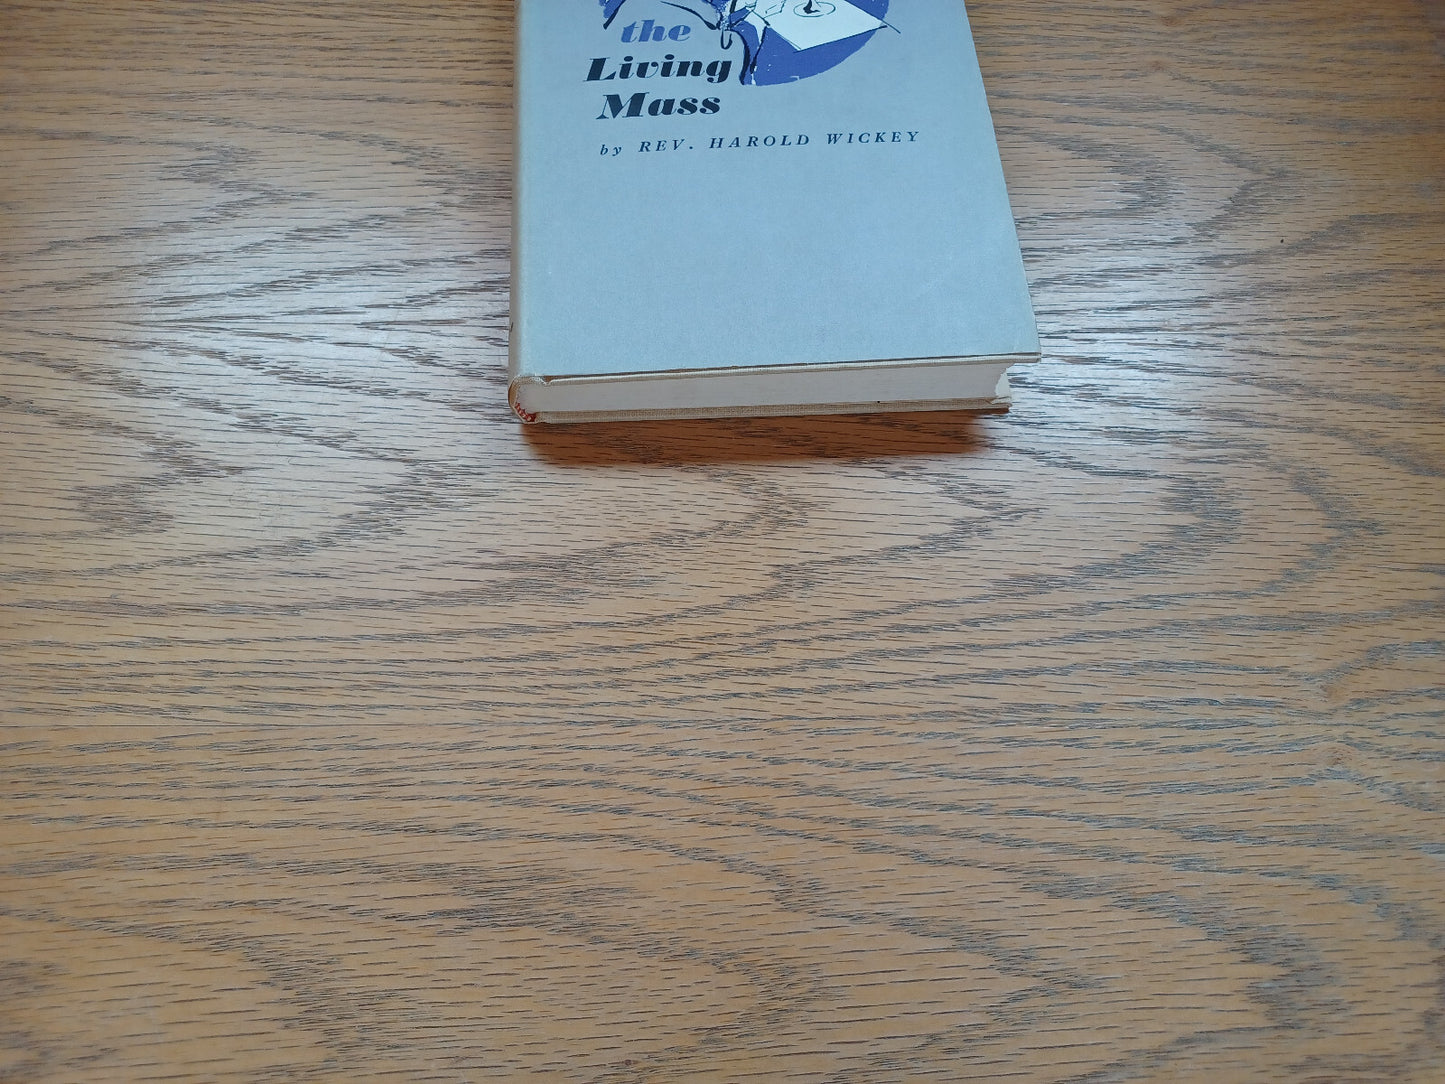 the
Living
Mass
by REV. HAROLD WICKEY